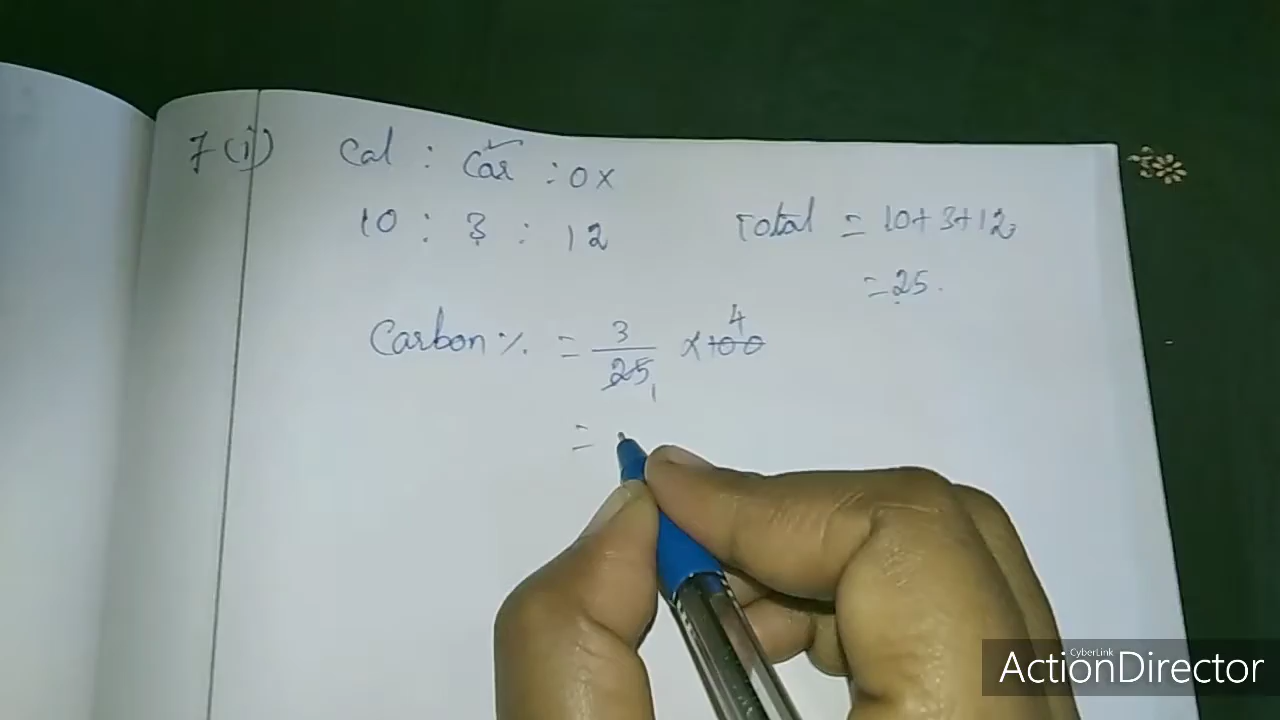 7(i) Cal : Car : Ox
10 : 3 : 12 Total = 10+3+12
= 25.
Carbon % = 3/25 × 100 4
1
=
CyberLink
ActionDirector